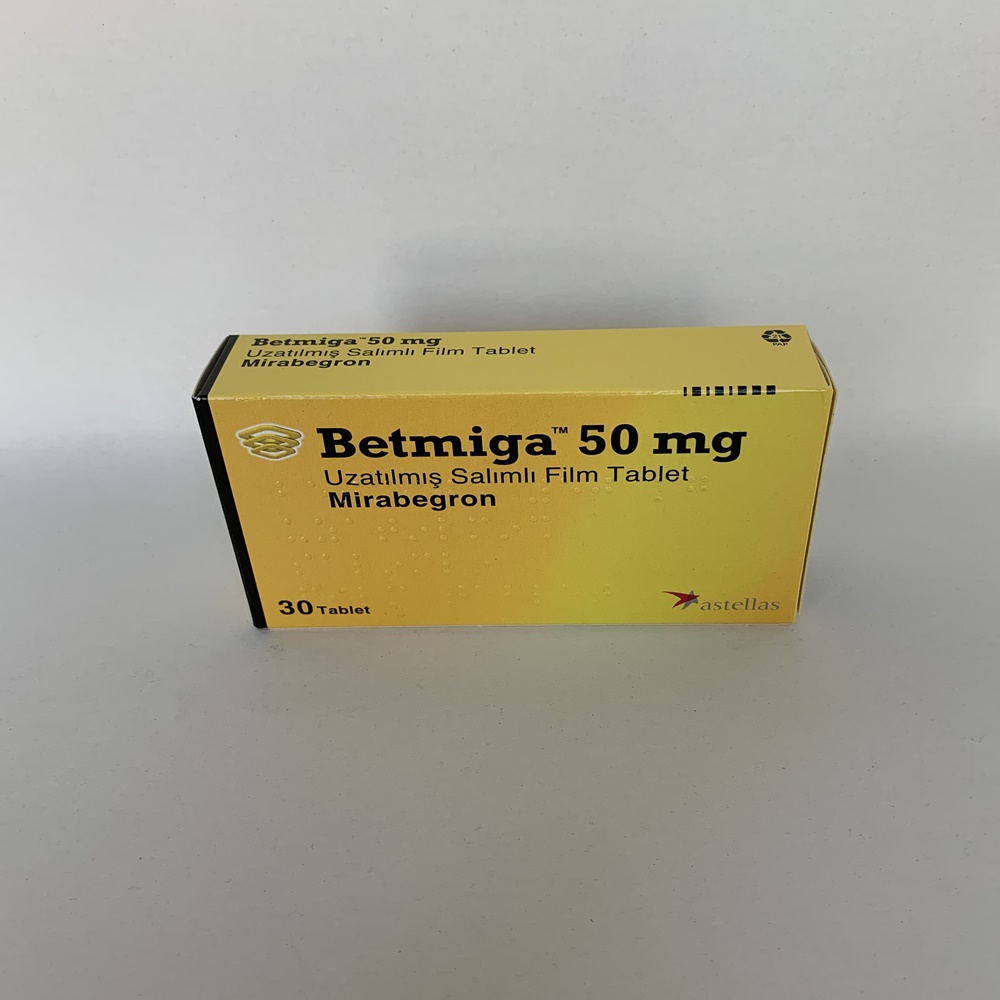 Betmiga™ 50 mg
Uzatılmış Salımlı Film Tablet
Mirabegron
21
PAP
Betmiga™ 50 mg
Uzatılmış Salımlı Film Tablet
Mirabegron
30 Tablet
astellas